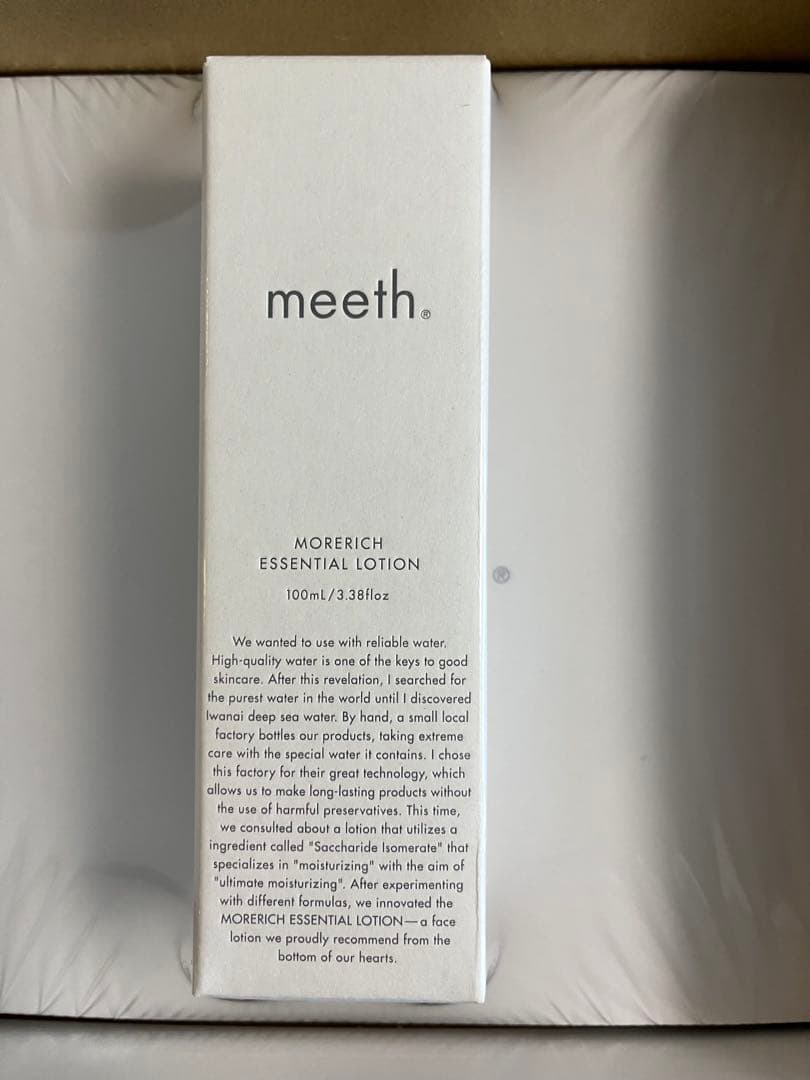 meeth®
MORERICH
ESSENTIAL LOTION
100mL/3.38floz
We wanted to use with reliable water.
High-quality water is one of the keys to good
skincare. After this revelation, I searched for
the purest water in the world until I discovered
Iwanai deep sea water. By hand, a small local
factory bottles our products, taking extreme
care with the special water it contains. I chose
this factory for their great technology, which
allows us to make long-lasting products without
the use of harmful preservatives. This time,
we consulted about a lotion that utilizes a
ingredient called "Saccharide Isomerate" that
specializes in "moisturizing" with the aim of
"ultimate moisturizing". After experimenting
with different formulas, we innovated the
MORERICH ESSENTIAL LOTION—a face
lotion we proudly recommend from the
bottom of our hearts.
®